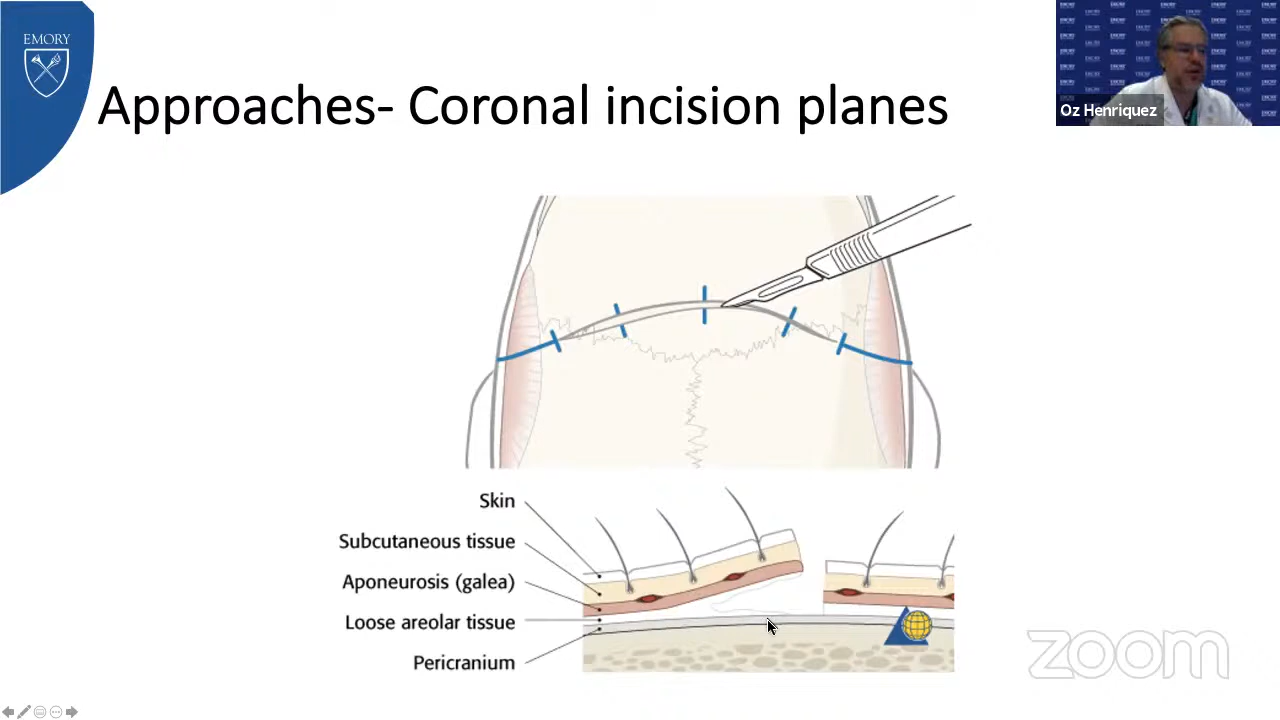 EMORY
Approaches- Coronal incision planes
Oz Henriquez
Skin
Subcutaneous tissue
Aponeurosis (galea)
Loose areolar tissue
Pericranium
zoom